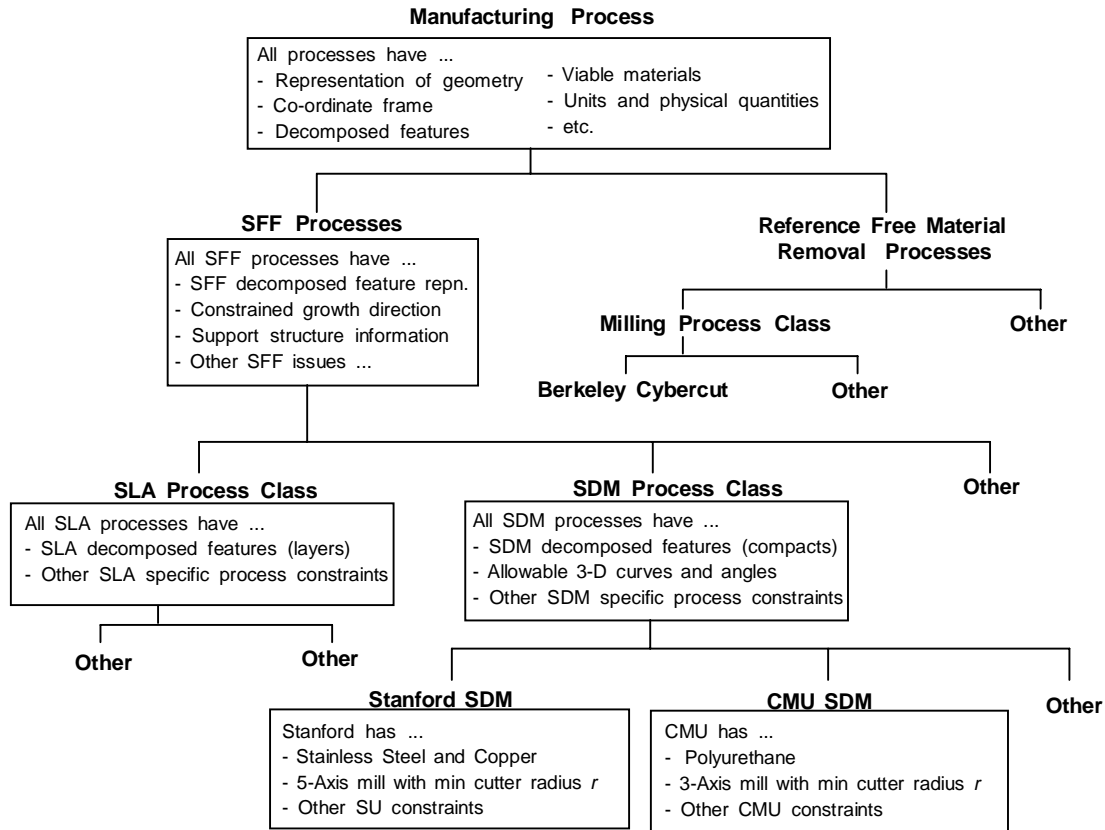 Manufacturing Process
All processes have ...
- Representation of geometry
- Co-ordinate frame
- Decomposed features
- Viable materials
- Units and physical quantities
- etc.
SFF Processes
All SFF processes have ...
- SFF decomposed feature repn.
- Constrained growth direction
- Support structure information
- Other SFF issues ...
Reference Free Material
Removal Processes
Milling Process Class
Other
Berkeley Cybercut
Other
SLA Process Class
All SLA processes have ...
- SLA decomposed features (layers)
- Other SLA specific process constraints
Other
Other
SDM Process Class
All SDM processes have ...
- SDM decomposed features (compacts)
- Allowable 3-D curves and angles
- Other SDM specific process constraints
Other
Stanford SDM
Stanford has ...
- Stainless Steel and Copper
- 5-Axis mill with min cutter radius r
- Other SU constraints
CMU SDM
CMU has ...
- Polyurethane
- 3-Axis mill with min cutter radius r
- Other CMU constraints
Other